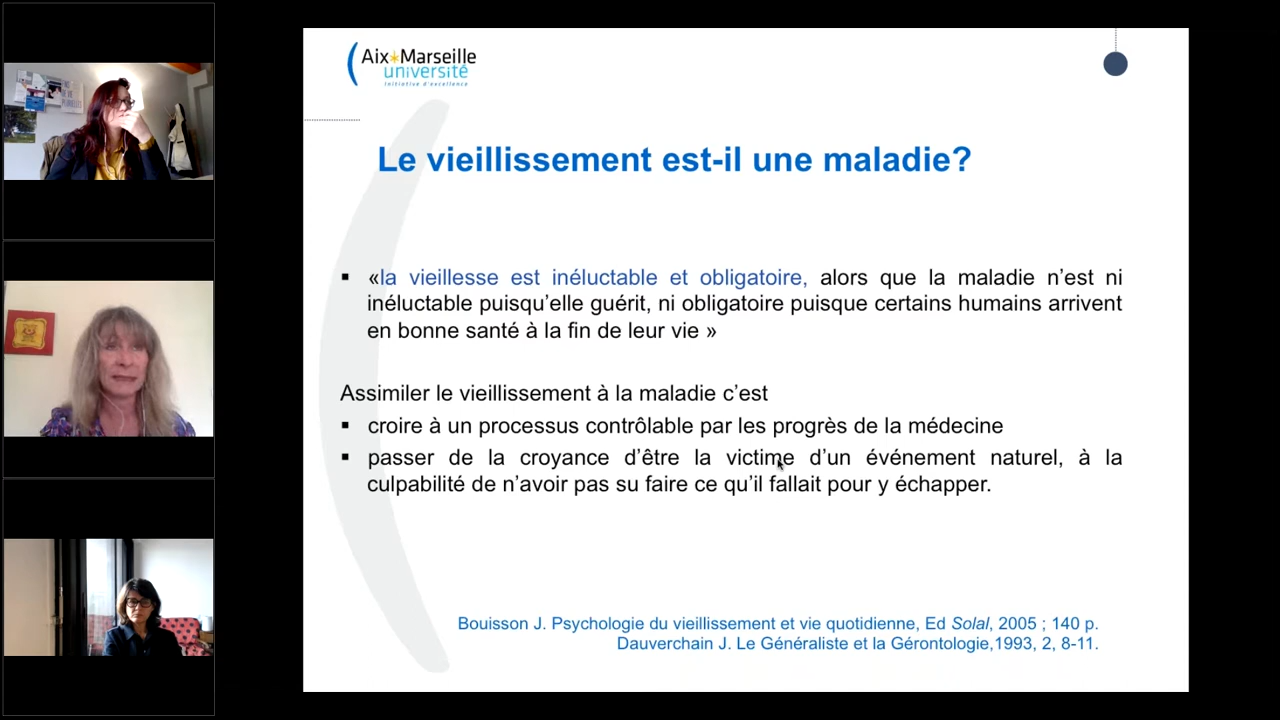 Aix Marseille
université
Initiative d'excellence
Le vieillissement est-il une maladie?
▪ «la vieillesse est inéluctable et obligatoire, alors que la maladie n'est ni
inéluctable puisqu'elle guérit, ni obligatoire puisque certains humains arrivent
en bonne santé à la fin de leur vie »
Assimiler le vieillissement à la maladie c'est
▪ croire à un processus contrôlable par les progrès de la médecine
▪ passer de la croyance d'être la victime d'un événement naturel, à la
culpabilité de n'avoir pas su faire ce qu'il fallait pour y échapper.
Bouisson J. Psychologie du vieillissement et vie quotidienne, Ed Solal, 2005 ; 140 p.
Dauverchain J. Le Généraliste et la Gérontologie,1993, 2, 8-11.